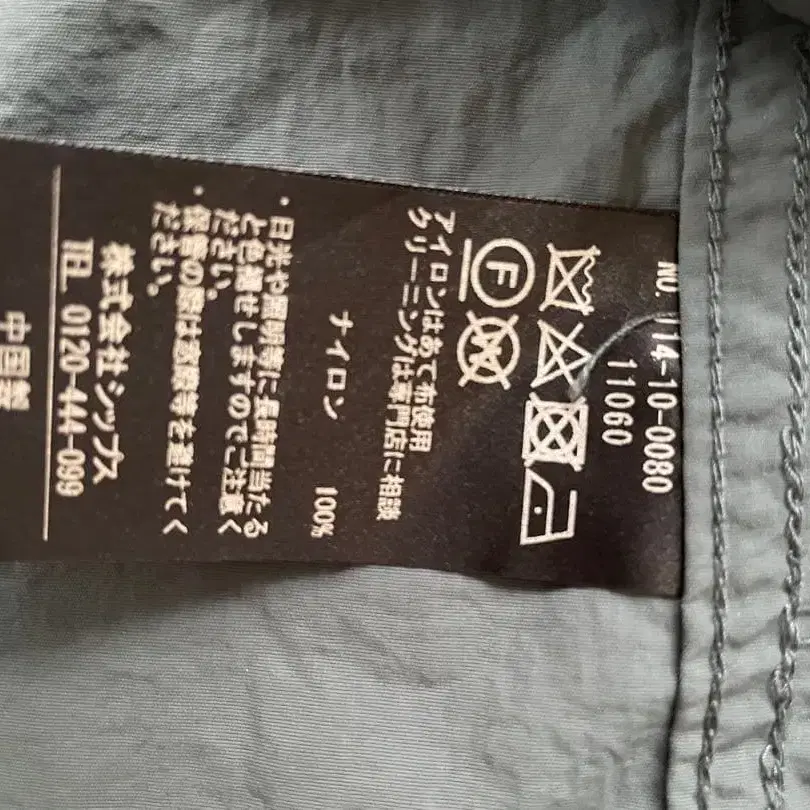 NO. 114-10-0080
11060
アイロンはあて布使用
クリーニングは専門店に相談
ナイロン 100%
・日光や照明等に長時間当たる
と色褪せしますのでご注意く
ださい。
・保管の際は密閉等を避けてく
ださい。
株式会社シップス
TEL 0120-444-099
中国製